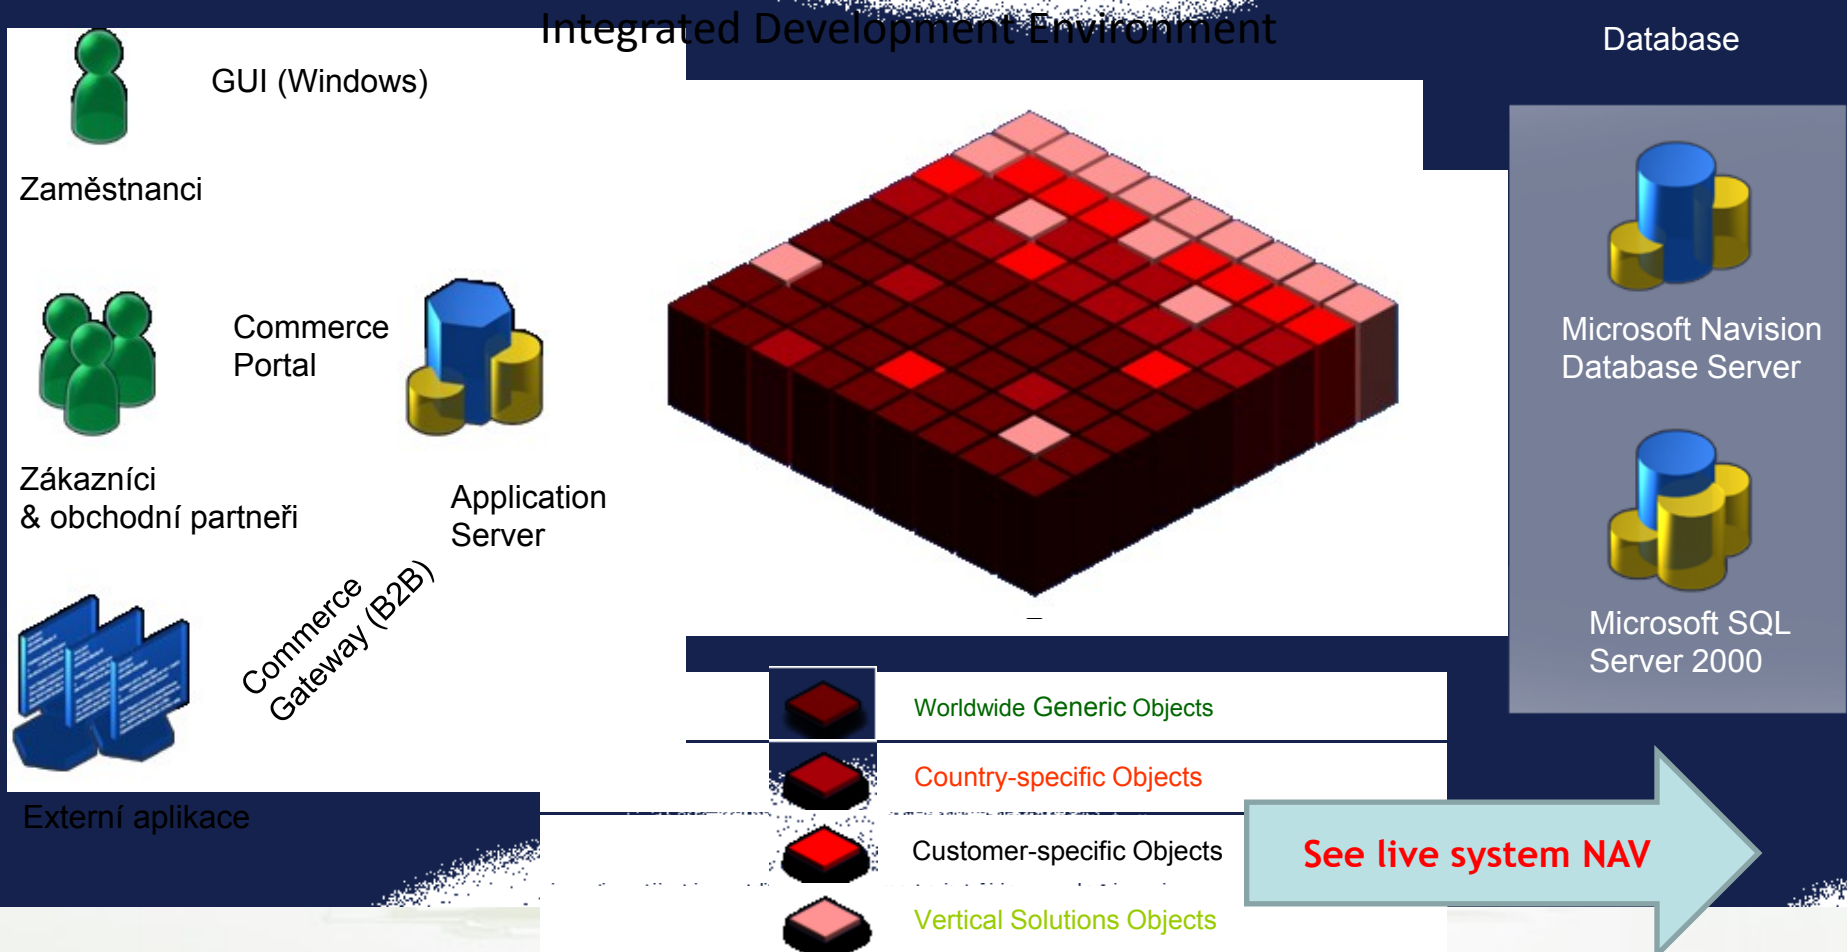 Integrated Development Environment
Database
GUI (Windows)
Zaměstnanci
Commerce
Portal
Zákazníci
& obchodní partneři
Application
Server
Commerce
Gateway (B2B)
Externí aplikace
Microsoft Navision
Database Server
Microsoft SQL
Server 2000
Worldwide Generic Objects
Country-specific Objects
Customer-specific Objects
Vertical Solutions Objects
See live system NAV